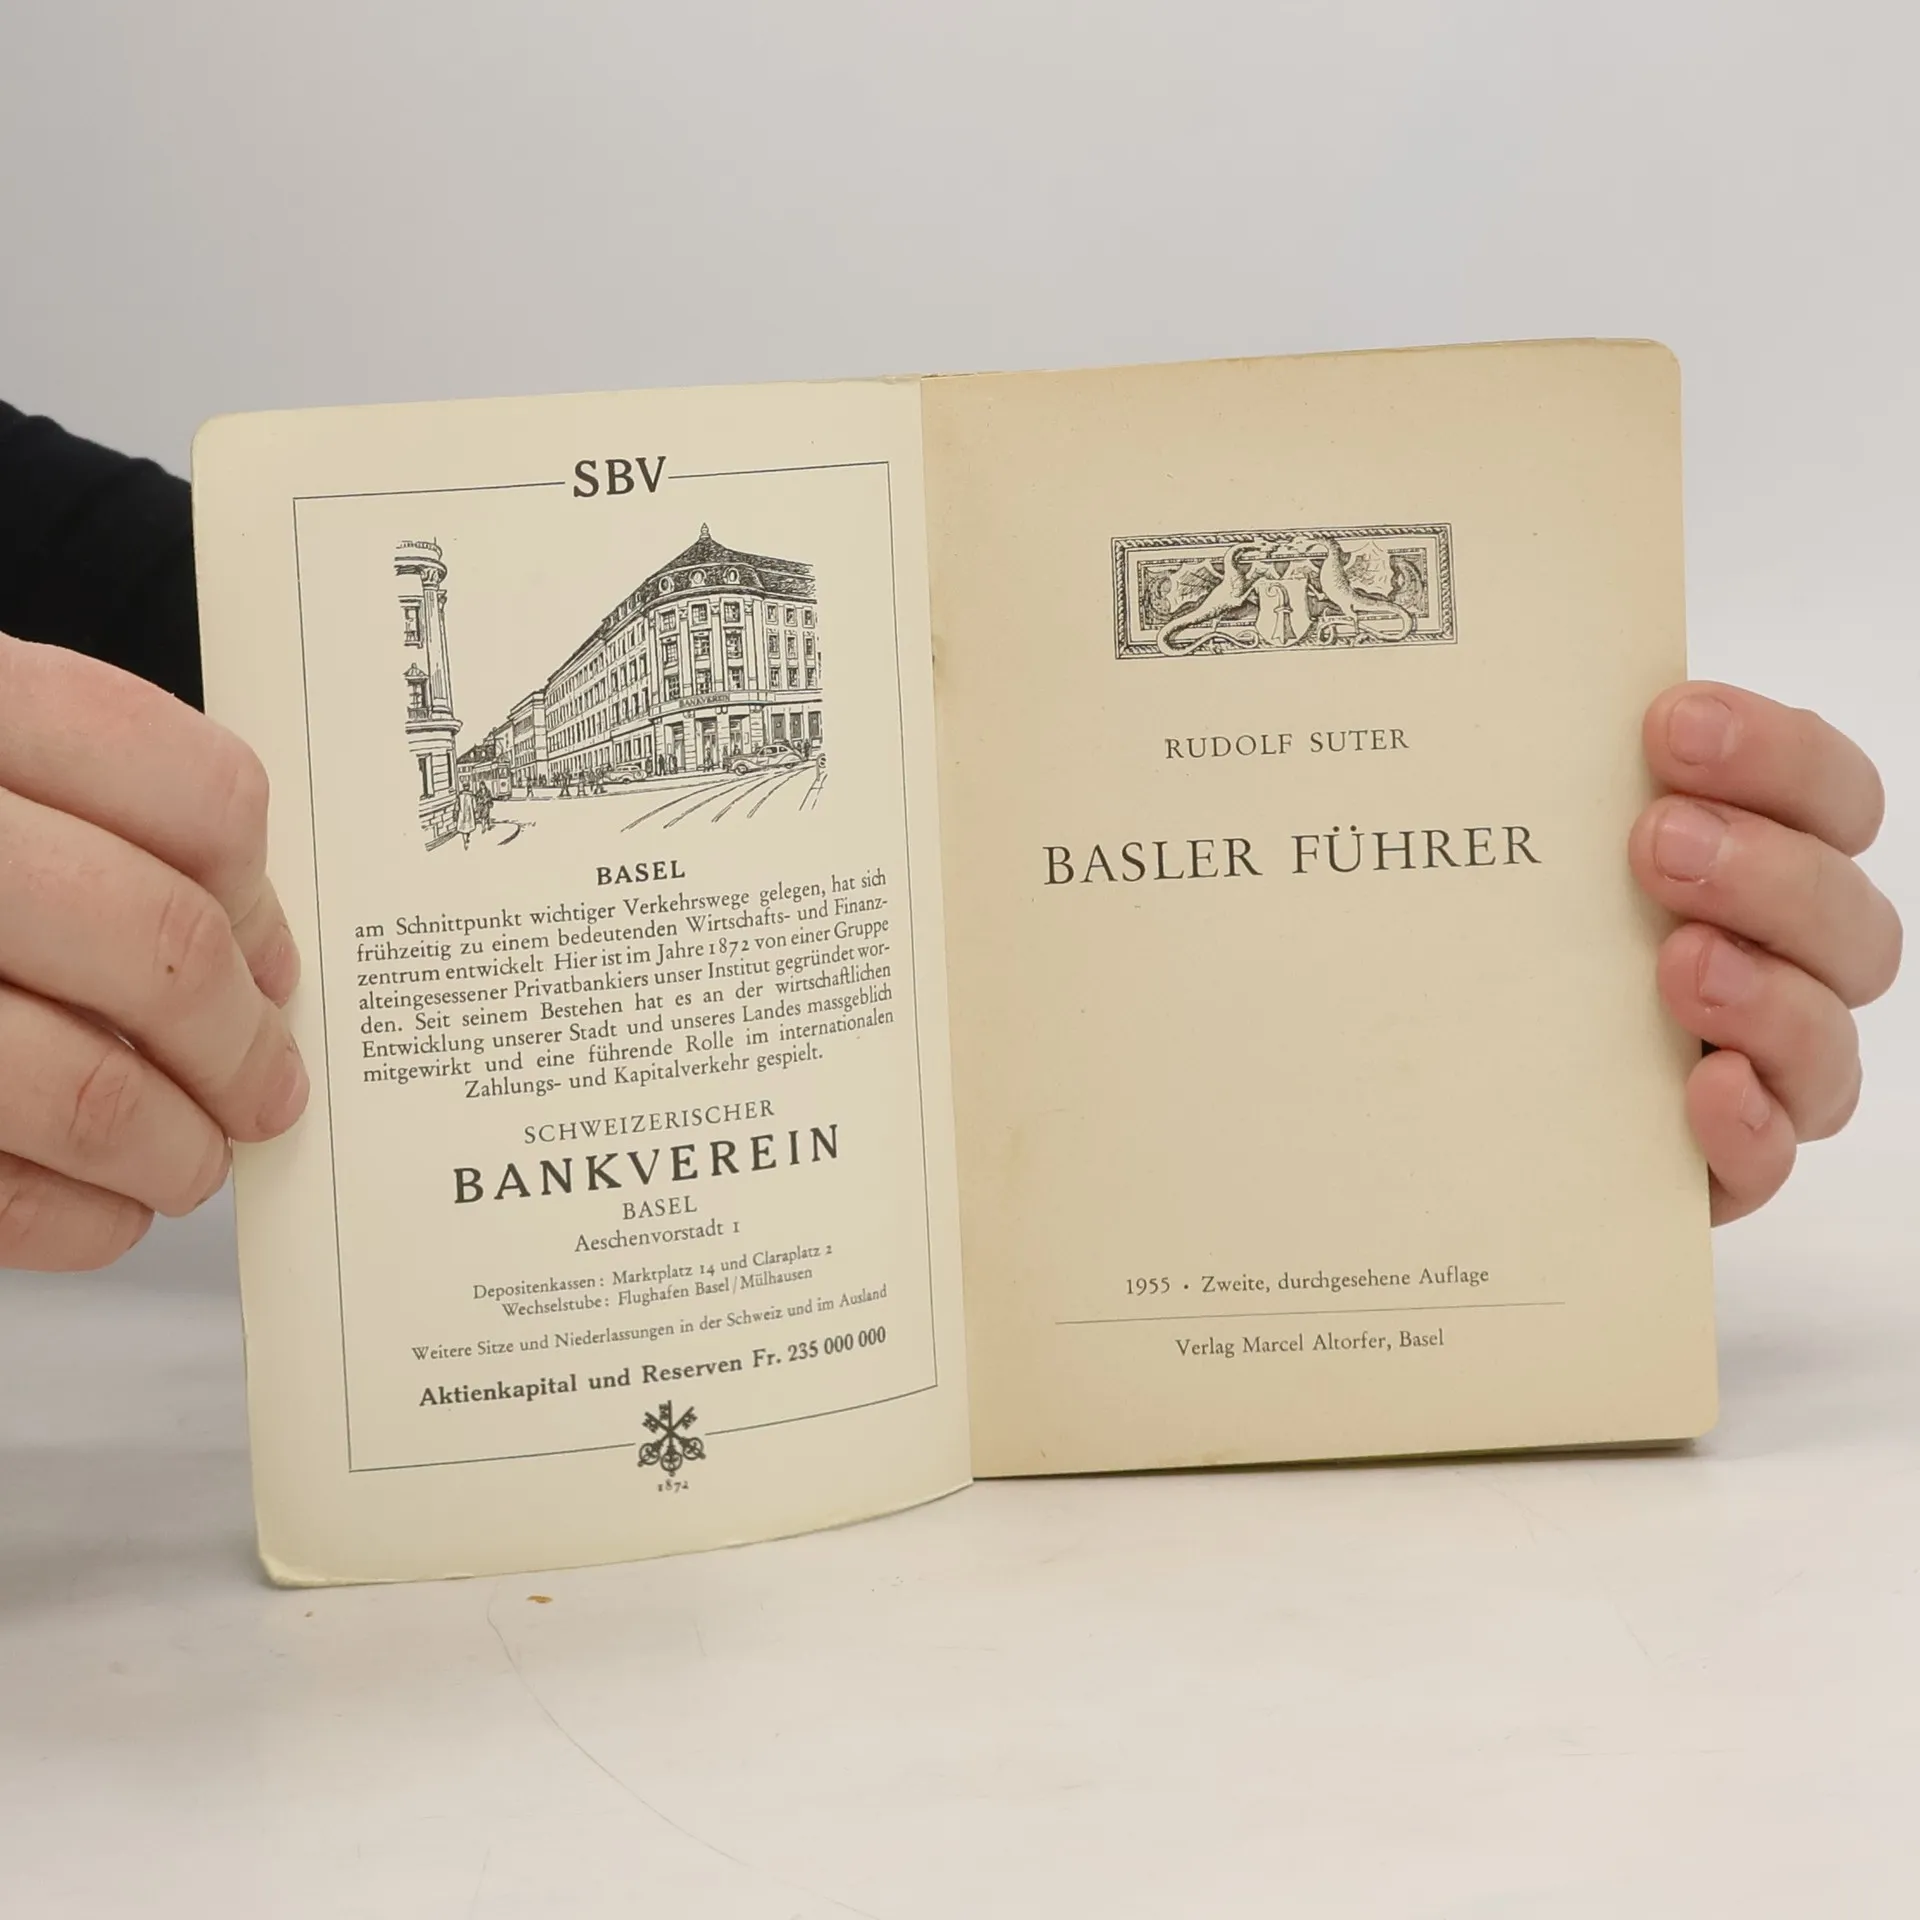 SBV
BANKVEREIN
BASEL
am Schnittpunkt wichtiger Verkehrswege gelegen, hat sich
frühzeitig zu einem bedeutenden Wirtschafts- und Finanz-
zentrum entwickelt Hier ist im Jahre 1872 von einer Gruppe
alteingesessener Privatbankiers unser Institut gegründet wor-
den. Seit seinem Bestehen hat es an der wirtschaftlichen
Entwicklung unserer Stadt und unseres Landes massgeblich
mitgewirkt und eine führende Rolle im internationalen
Zahlungs- und Kapitalverkehr gespielt.
SCHWEIZERISCHER
BANKVEREIN
BASEL
Aeschenvorstadt 1
Depositenkassen: Marktplatz 14 und Claraplatz 2
Wechselstube: Flughafen Basel/Mülhausen
Weitere Sitze und Niederlassungen in der Schweiz und im Ausland
Aktienkapital und Reserven Fr. 235 000 000
1872
RUDOLF SUTER
BASLER FÜHRER
1955 · Zweite, durchgesehene Auflage
Verlag Marcel Altorfer, Basel